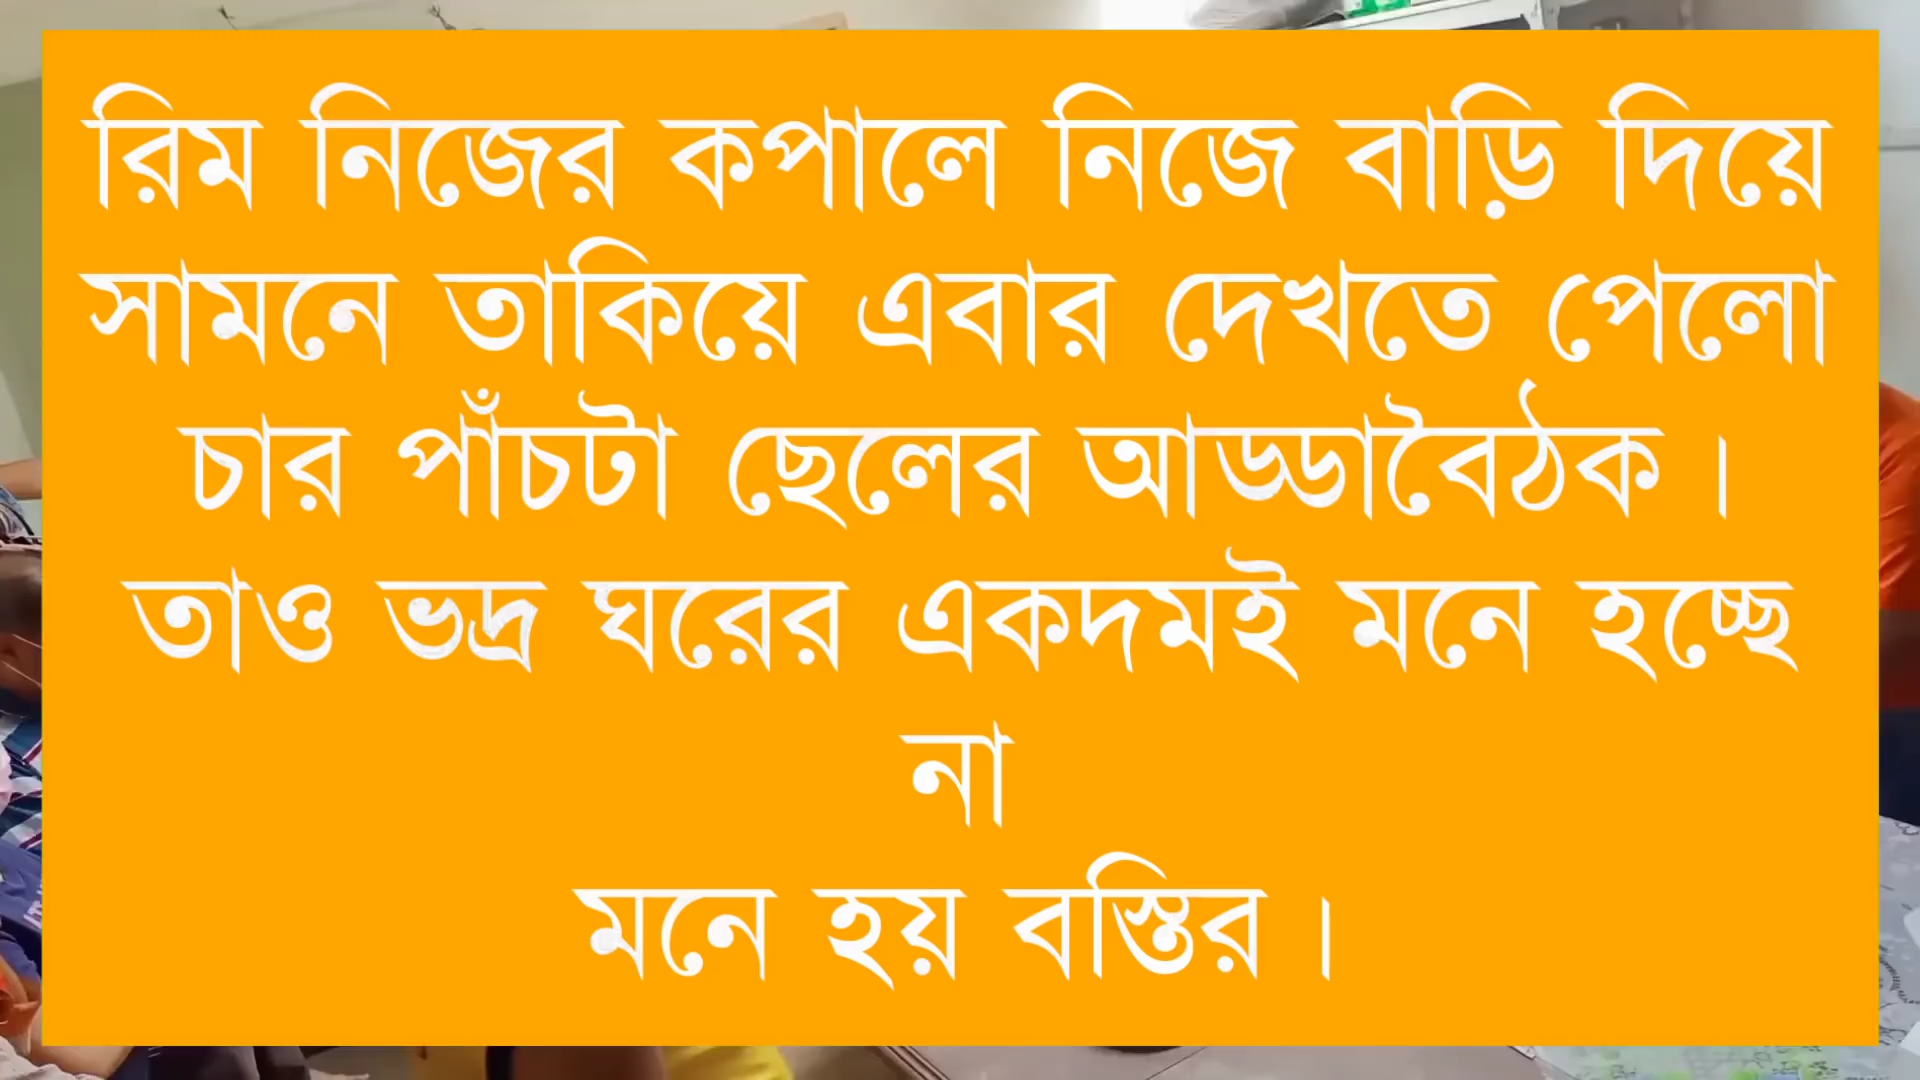 রিম নিজের কপালে নিজে বাড়ি দিয়ে
সামনে তাকিয়ে এবার দেখতে পেলো
চার পাঁচটা ছেলের আড্ডাবৈঠক ।
তাও ভদ্র ঘরের একদমই মনে হচ্ছে
না
মনে হয় বস্তির ।